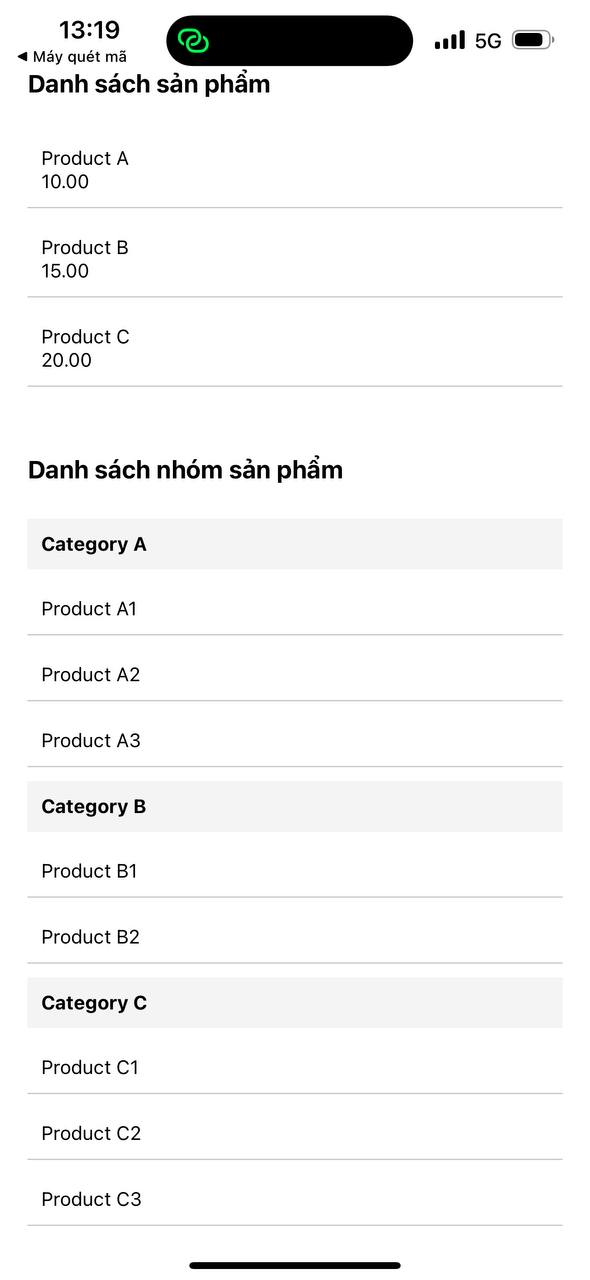 13:19
5G
◀ Máy quét mã
Danh sách sản phẩm
Product A
10.00
Product B
15.00
Product C
20.00
Danh sách nhóm sản phẩm
Category A
Product A1
Product A2
Product A3
Category B
Product B1
Product B2
Category C
Product C1
Product C2
Product C3